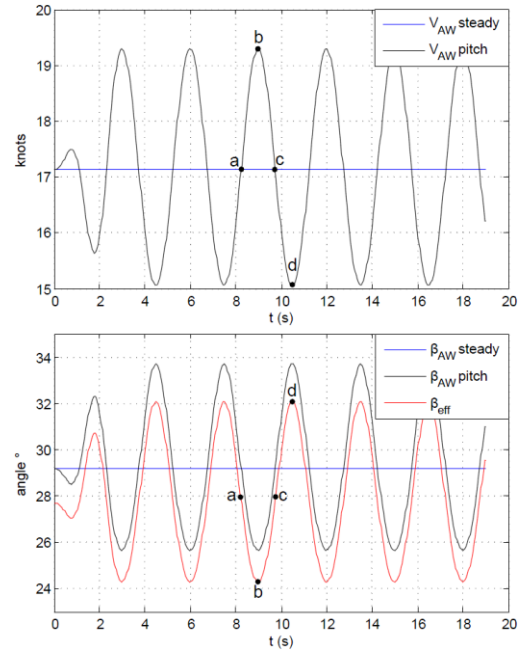 20
19
18
17
16
15
knots
V_AW steady
V_AW pitch
b
a
c
d
0 2 4 6 8 10 12 14 16 18 20
t (s)
34
32
30
28
26
24
angle °
β_AW steady
β_AW pitch
β_eff
d
a
c
b
0 2 4 6 8 10 12 14 16 18 20
t (s)